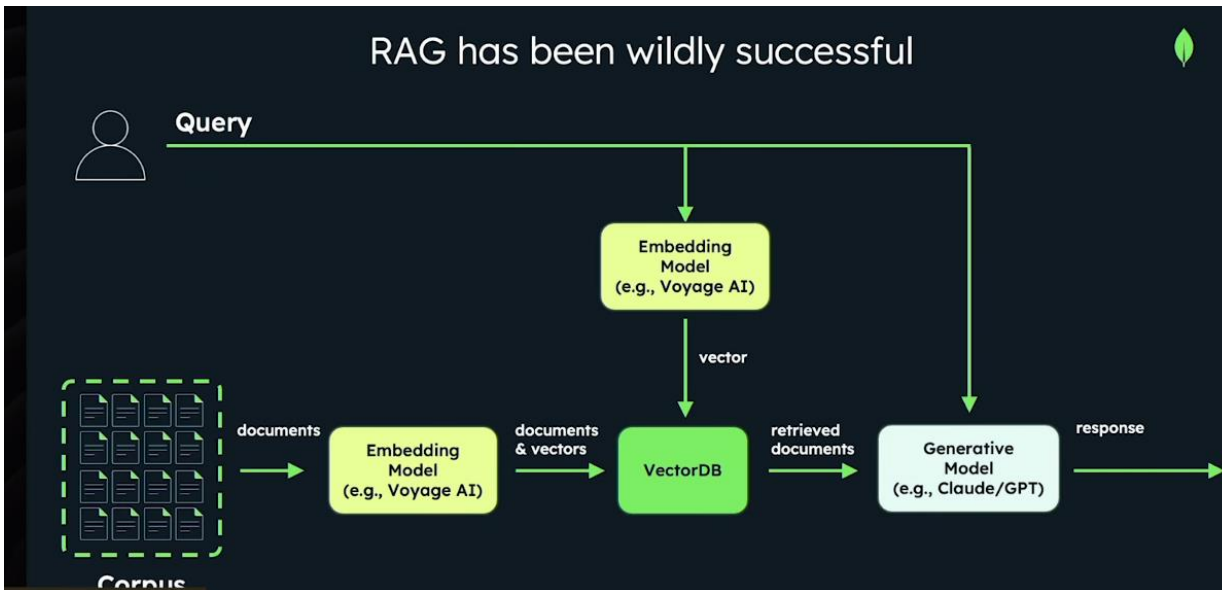 RAG has been wildly successful
Query
Embedding
Model
(e.g., Voyage AI)
vector
documents
Embedding
Model
(e.g., Voyage AI)
documents
& vectors
VectorDB
retrieved
documents
Generative
Model
(e.g., Claude/GPT)
response
Corpus